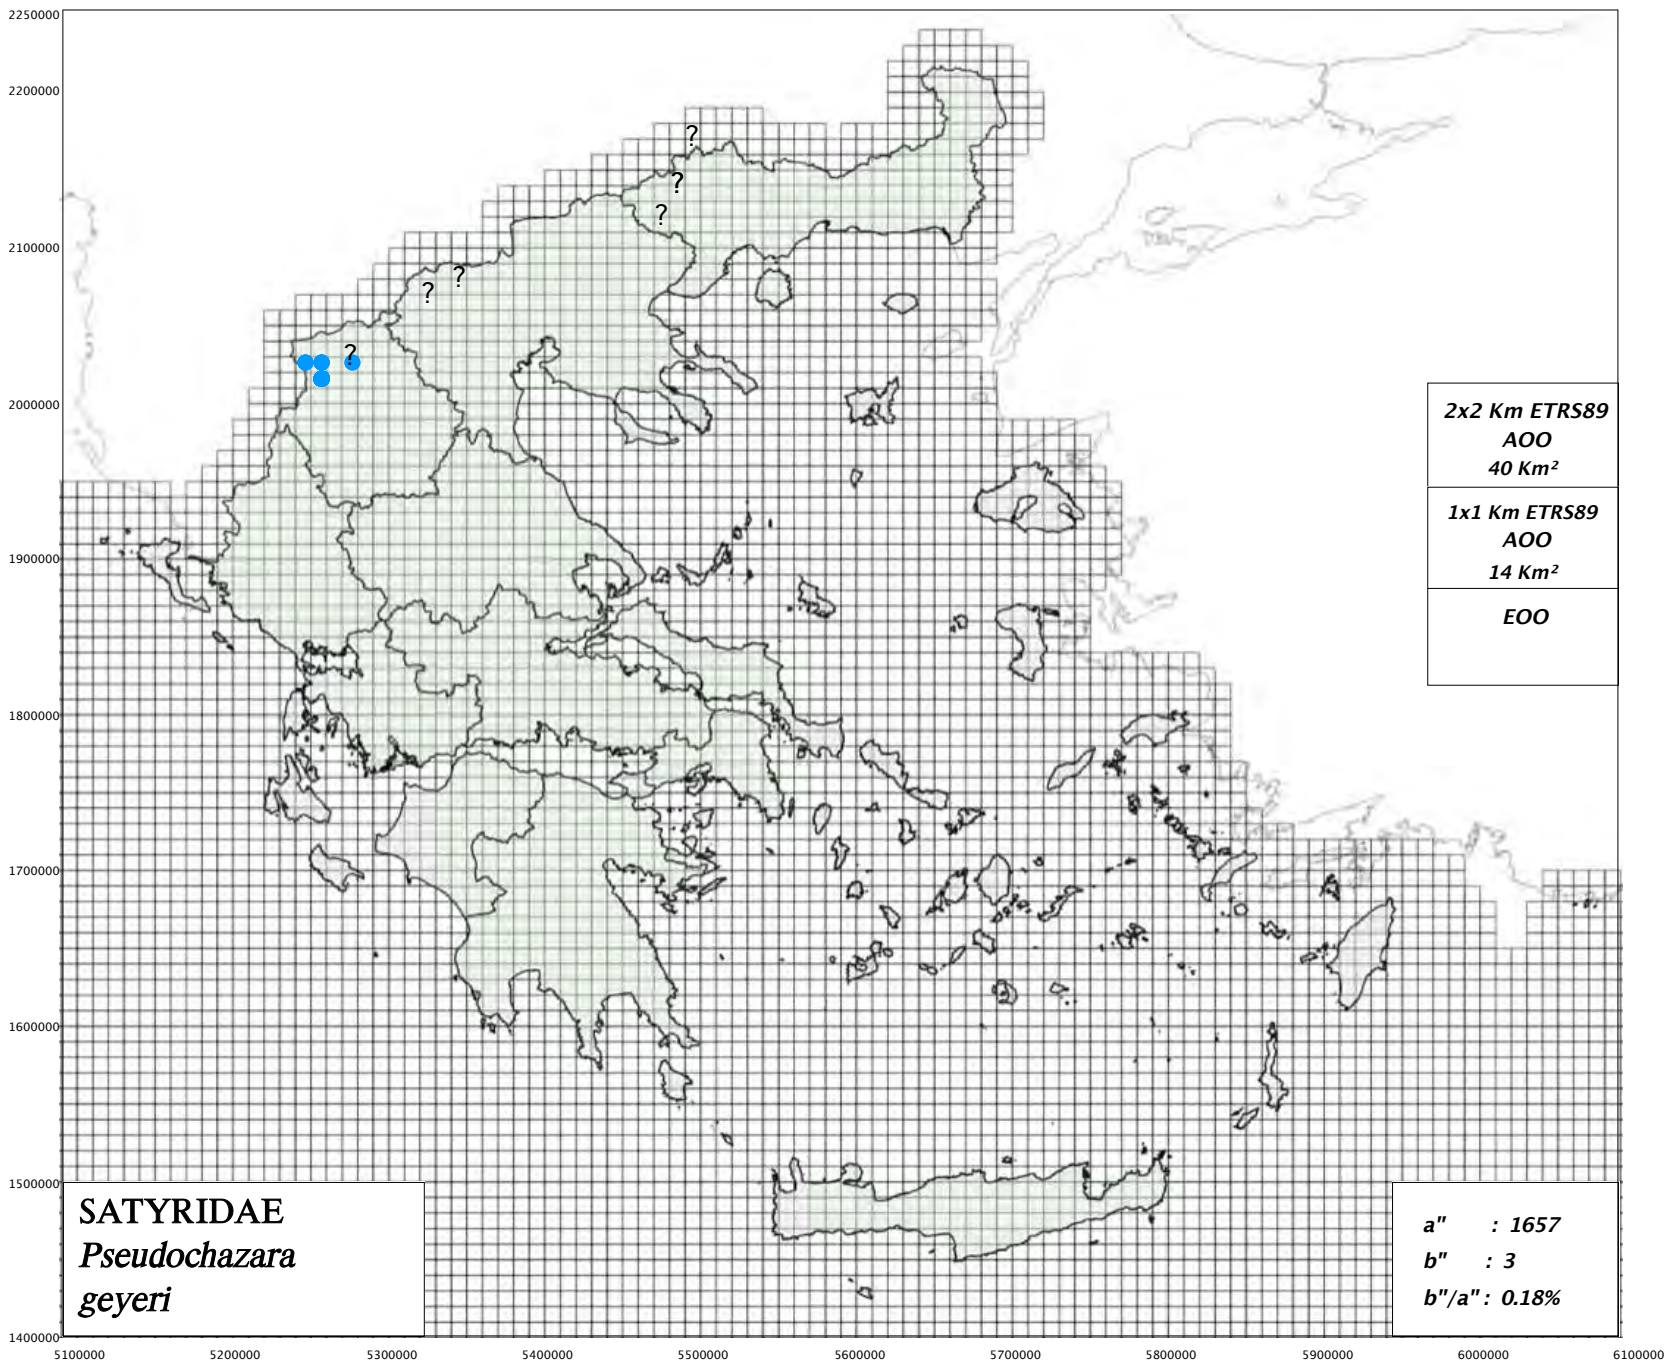 2250000
2200000
?
?
?
2100000
?
?
?
2000000
2x2 Km ETRS89
AOO
40 Km²
1x1 Km ETRS89
AOO
14 Km²
EOO
1900000
1800000
1700000
1600000
1500000
SATYRIDAE
Pseudochazara
geyeri
a" : 1657
b" : 3
b"/a" : 0.18%
1400000
5100000 5200000 5300000 5400000 5500000 5600000 5700000 5800000 5900000 6000000 6100000